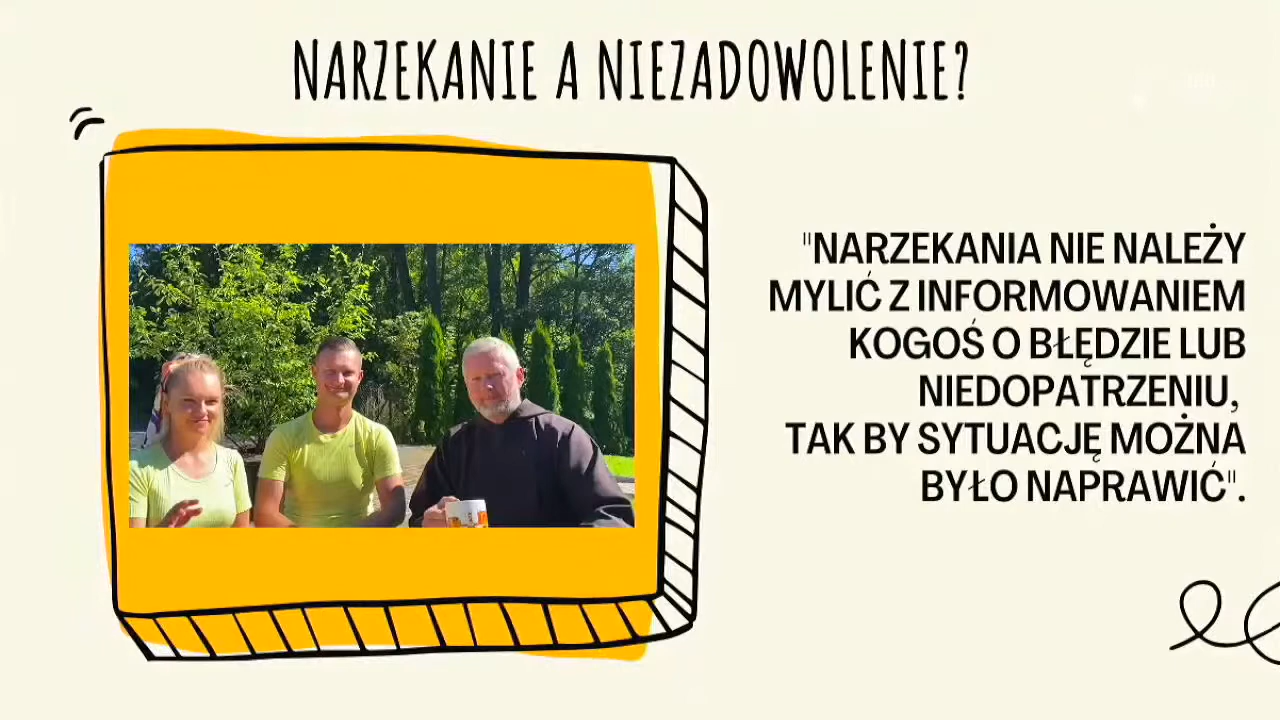 NARZEKANIE A NIEZADOWOLENIE?
"NARZEKANIA NIE NALEŻY
MYLIĆ Z INFORMOWANIEM
KOGOŚ O BŁĘDZIE LUB
NIEDOPATRZENIU,
TAK BY SYTUACJĘ MOŻNA
BYŁO NAPRAWIĆ".